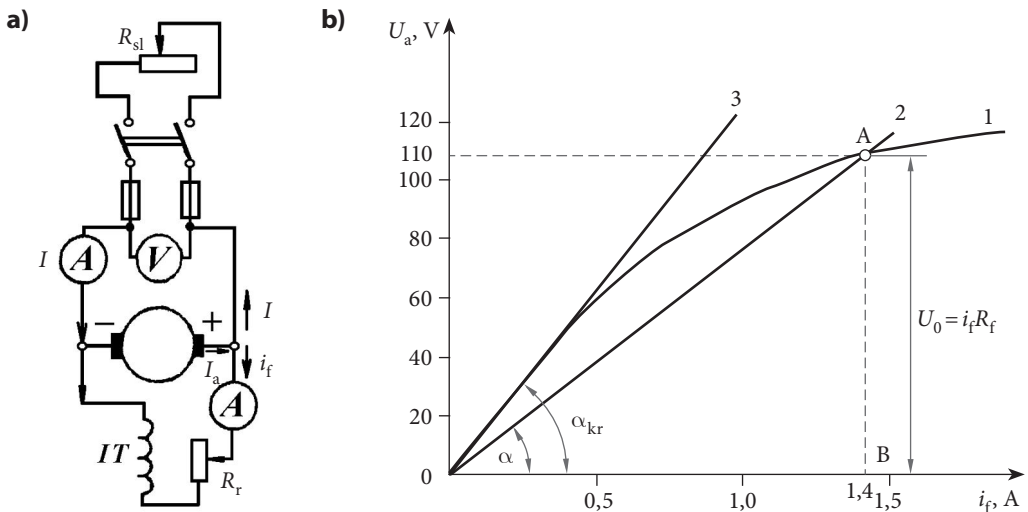 a)
R_sl
I
A
V
I
−
+
I_a
i_f
A
IT
R_r
b)
U_a, V
3
2
1
120
A
110
100
80
60
U_0 = i_f R_f
40
α_kr
20
α
B
0
0,5
1,0
1,4
1,5
i_f, A